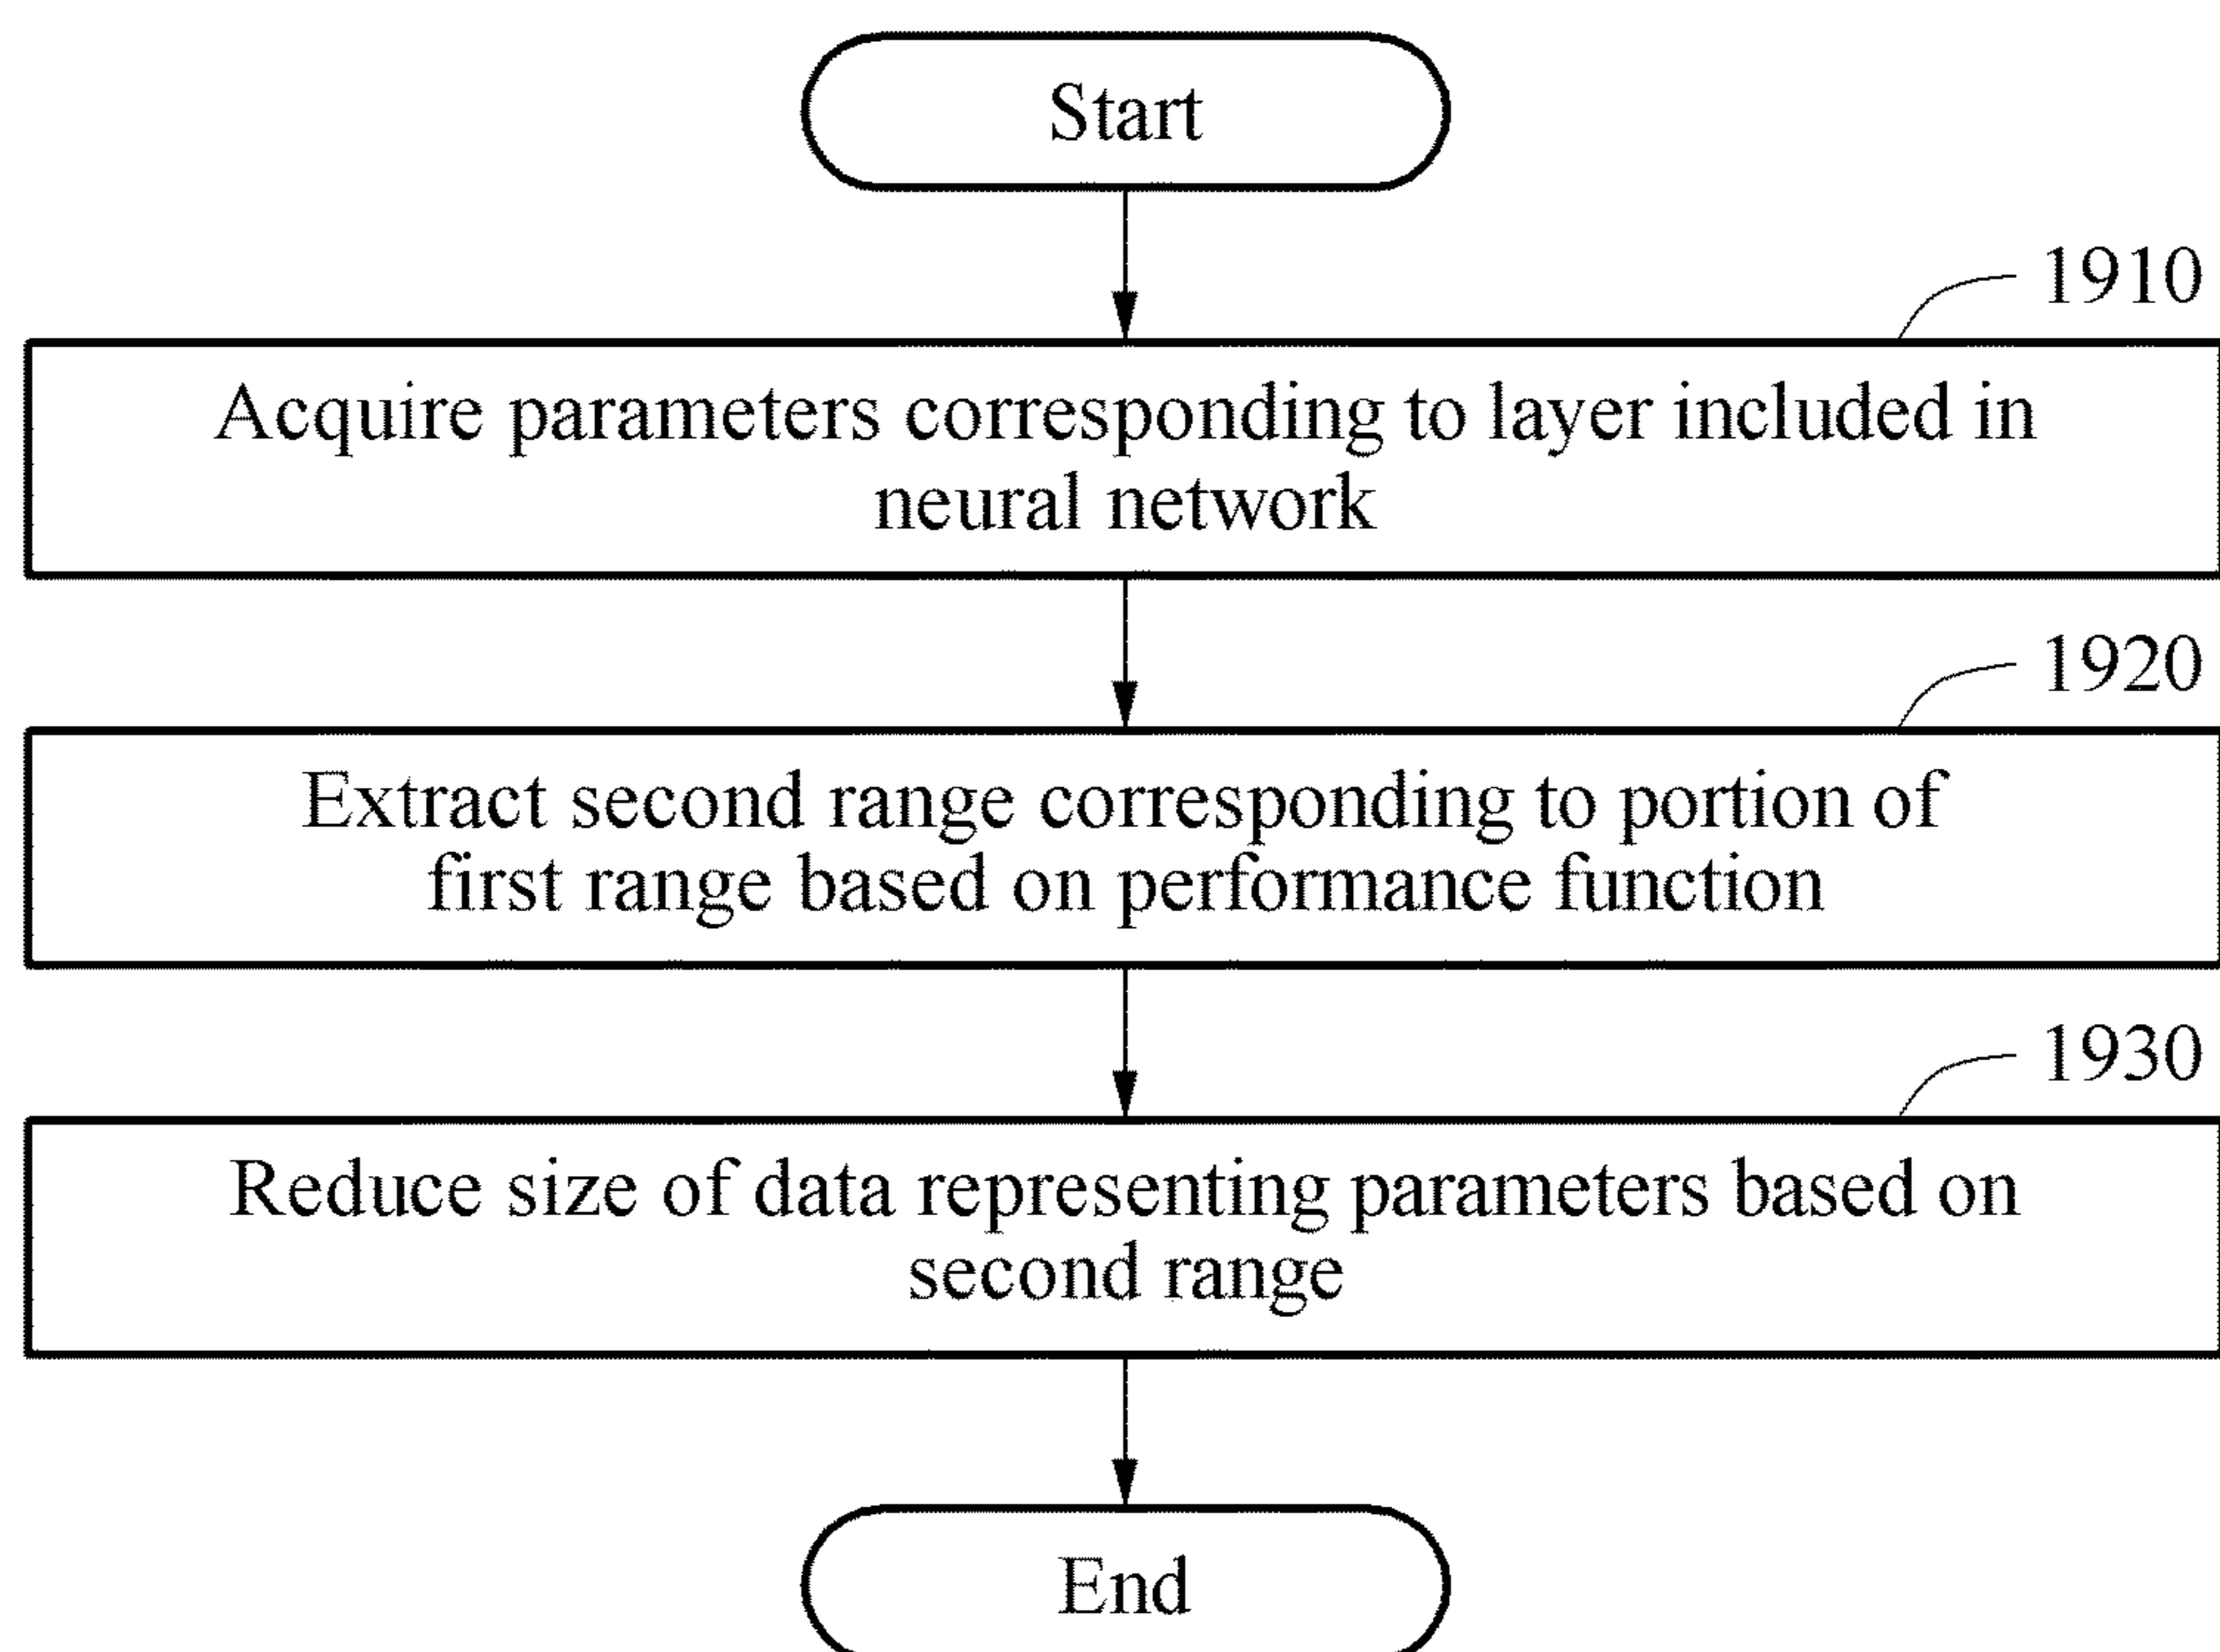 Start
1910
Acquire parameters corresponding to layer included in
neural network
1920
Extract second range corresponding to portion of
first range based on performance function
1930
Reduce size of data representing parameters based on
second range
End